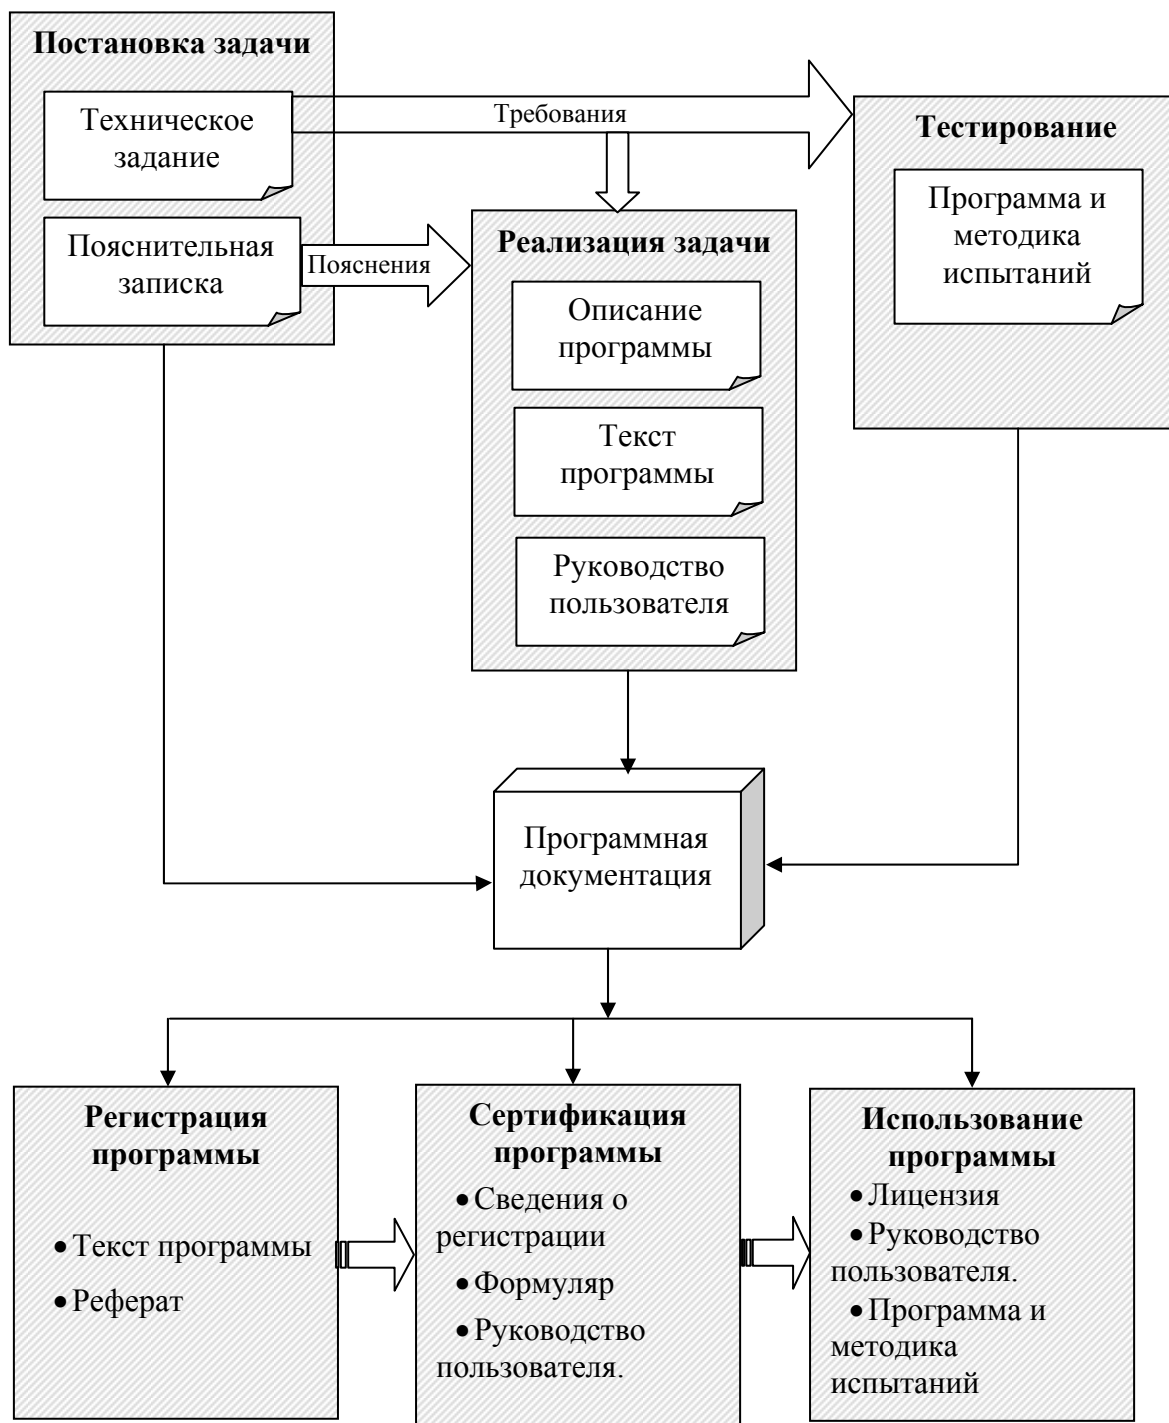 Постановка задачи
Техническое
задание
Требования
Тестирование
Программа и
методика
испытаний
Пояснительная
записка
Пояснения
Реализация задачи
Описание
программы
Текст
программы
Руководство
пользователя
Программная
документация
Регистрация
программы
• Текст программы
• Реферат
Сертификация
программы
• Сведения о
регистрации
• Формуляр
• Руководство
пользователя.
Использование
программы
• Лицензия
• Руководство
пользователя.
• Программа и
методика
испытаний